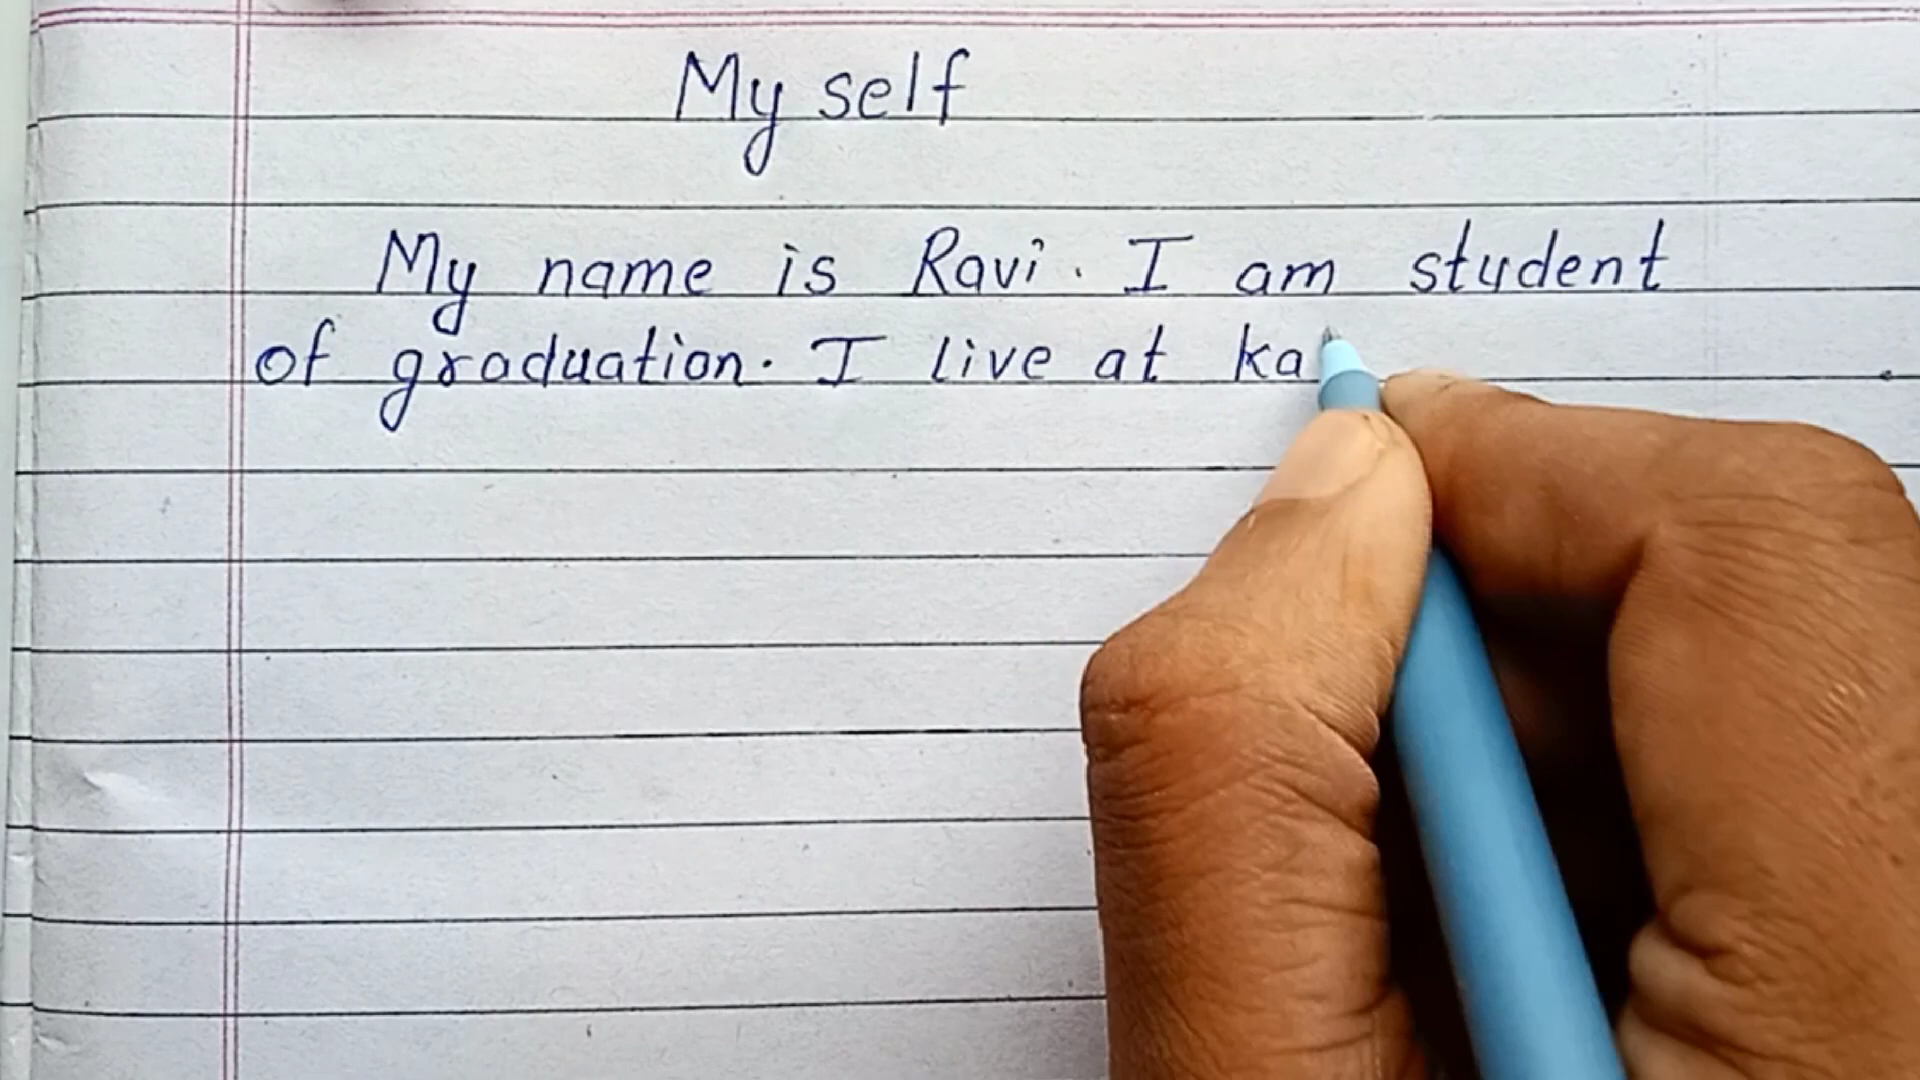 My self
My name is Ravi. I am student
of graduation. I live at ka